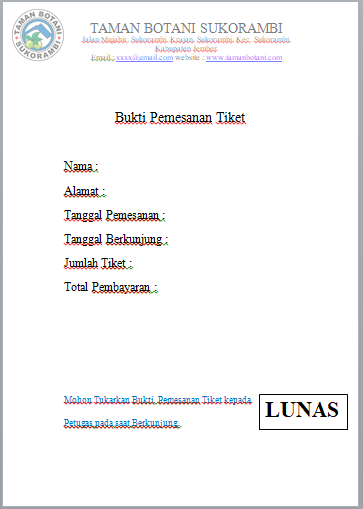 TAMAN BOTANI
SUKORAMBI
TAMAN BOTANI SUKORAMBI
Jalan Mujahir, Sukorambi, Krajan, Sukorambi, Kec. Sukorambi,
Kabupaten Jember
Email : xxxx@gmail.com website : www.tamanbotani.com
Bukti Pemesanan Tiket
Nama :
Alamat :
Tanggal Pemesanan :
Tanggal Berkunjung :
Jumlah Tiket :
Total Pembayaran :
Mohon Tukarkan Bukti Pemesanan Tiket kepada
Petugas pada saat Berkunjung.
LUNAS